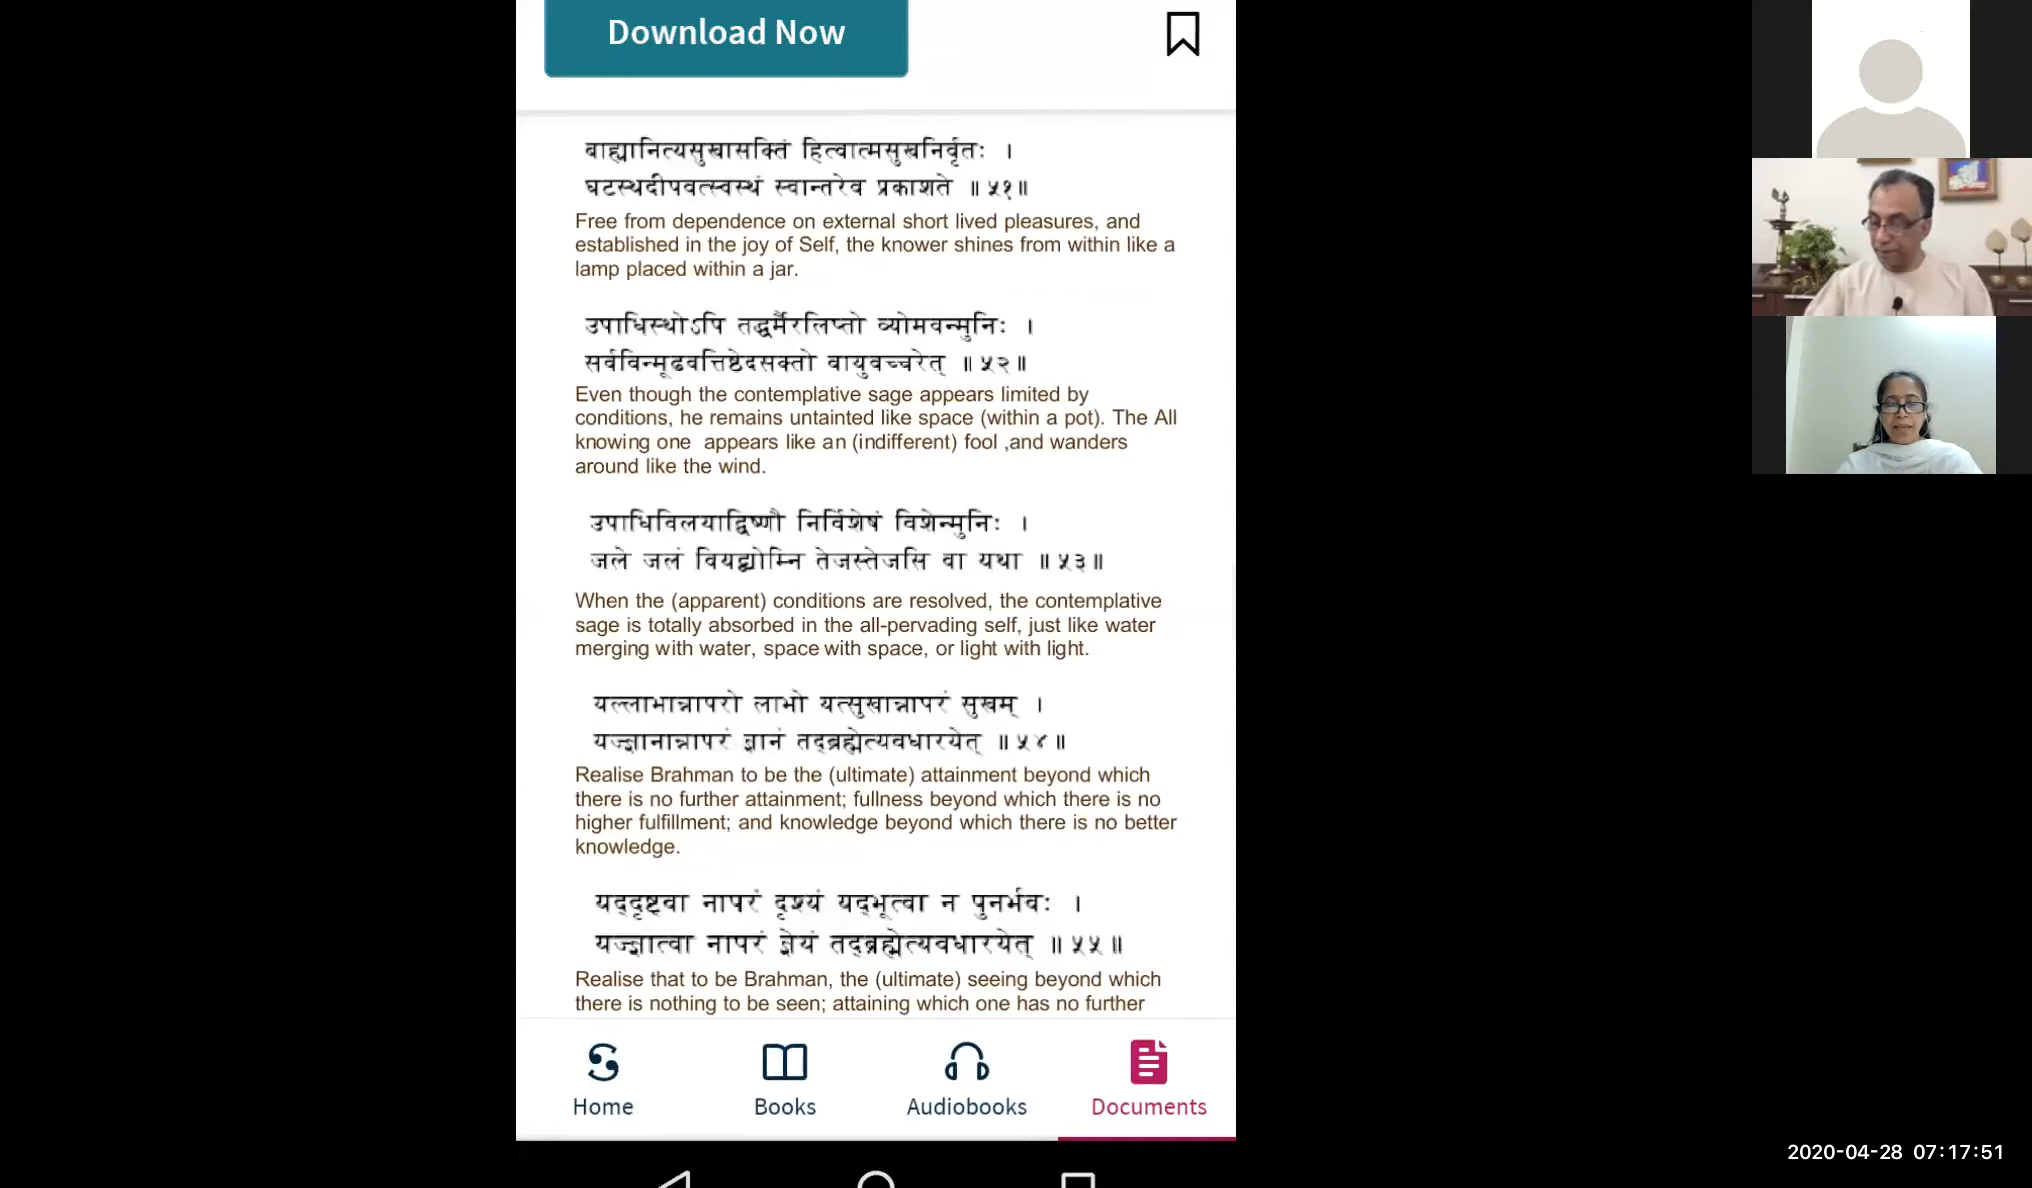 Download Now
बाह्यानित्यसुखासक्तिं हित्वात्मसुखनिर्वृतः ।
घटस्थदीपवत्स्वस्थं स्वान्तरेव प्रकाशते ॥ ५१॥
Free from dependence on external short lived pleasures, and
established in the joy of Self, the knower shines from within like a
lamp placed within a jar.
उपाधिस्थोऽपि तद्धर्मैरलिप्तो व्योमवन्मुनिः ।
सर्वविन्मूढवत्तिष्ठेदसक्तो वायुवच्चरेत् ॥ ५२॥
Even though the contemplative sage appears limited by
conditions, he remains untainted like space (within a pot). The All
knowing one appears like an (indifferent) fool ,and wanders
around like the wind.
उपाधिविलयाद्विष्णौ निर्विशेषं विशेन्मुनिः ।
जले जलं वियद्व्योम्नि तेजस्तेजसि वा यथा ॥ ५३॥
When the (apparent) conditions are resolved, the contemplative
sage is totally absorbed in the all-pervading self, just like water
merging with water, space with space, or light with light.
यल्लाभान्नापरो लाभो यत्सुखान्नापरं सुखम् ।
यज्ज्ञानान्नापरं ज्ञानं तद्ब्रह्मेत्यवधारयेत् ॥ ५४॥
Realise Brahman to be the (ultimate) attainment beyond which
there is no further attainment; fullness beyond which there is no
higher fulfillment; and knowledge beyond which there is no better
knowledge.
यद्दृष्ट्वा नापरं दृश्यं यद्भूत्वा न पुनर्भवः ।
यज्ज्ञात्वा नापरं ज्ञेयं तद्ब्रह्मेत्यवधारयेत् ॥ ५५॥
Realise that to be Brahman, the (ultimate) seeing beyond which
there is nothing to be seen; attaining which one has no further
Home
Books
Audiobooks
Documents
2020-04-28 07:17:51